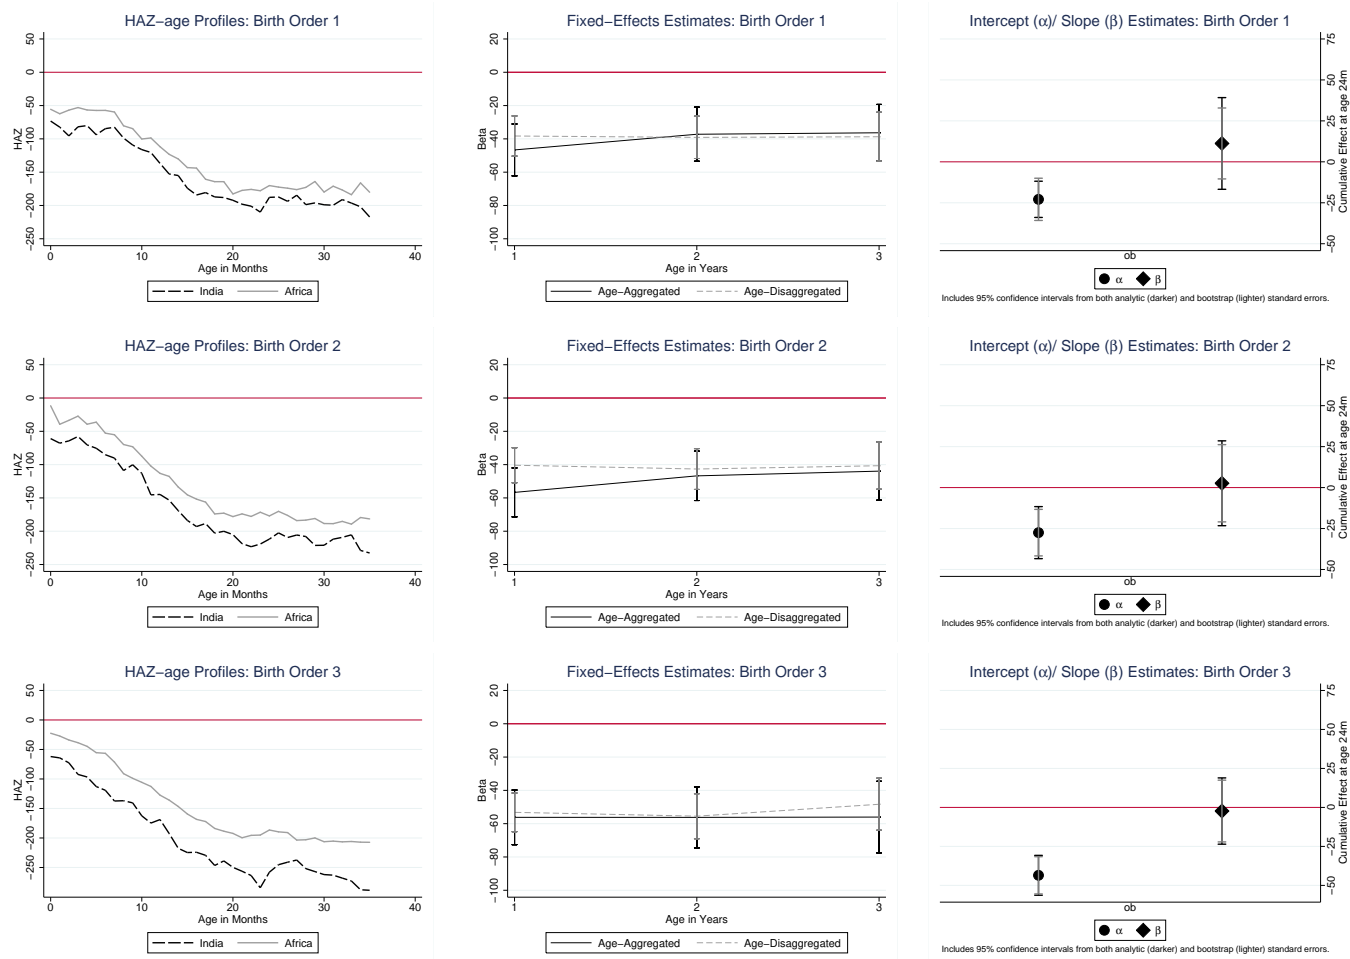 HAZ−age Profiles: Birth Order 1
50
0
−50
−100
−150
−200
−250
HAZ
0 10 20 30 40
Age in Months
India Africa
Fixed−Effects Estimates: Birth Order 1
20
0
−20
−40
−60
−80
−100
Beta
1 2 3
Age in Years
Age−Aggregated Age−Disaggregated
Intercept (α)/ Slope (β) Estimates: Birth Order 1
75
50
25
0
−25
−50
Cumulative Effect at age 24m
ob
α β
Includes 95% confidence intervals from both analytic (darker) and bootstrap (lighter) standard errors.
HAZ−age Profiles: Birth Order 2
50
0
−50
−100
−150
−200
−250
HAZ
0 10 20 30 40
Age in Months
India Africa
Fixed−Effects Estimates: Birth Order 2
20
0
−20
−40
−60
−80
−100
Beta
1 2 3
Age in Years
Age−Aggregated Age−Disaggregated
Intercept (α)/ Slope (β) Estimates: Birth Order 2
75
50
25
0
−25
−50
Cumulative Effect at age 24m
ob
α β
Includes 95% confidence intervals from both analytic (darker) and bootstrap (lighter) standard errors.
HAZ−age Profiles: Birth Order 3
50
0
−50
−100
−150
−200
−250
HAZ
0 10 20 30 40
Age in Months
India Africa
Fixed−Effects Estimates: Birth Order 3
20
0
−20
−40
−60
−80
−100
Beta
1 2 3
Age in Years
Age−Aggregated Age−Disaggregated
Intercept (α)/ Slope (β) Estimates: Birth Order 3
75
50
25
0
−25
−50
Cumulative Effect at age 24m
ob
α β
Includes 95% confidence intervals from both analytic (darker) and bootstrap (lighter) standard errors.